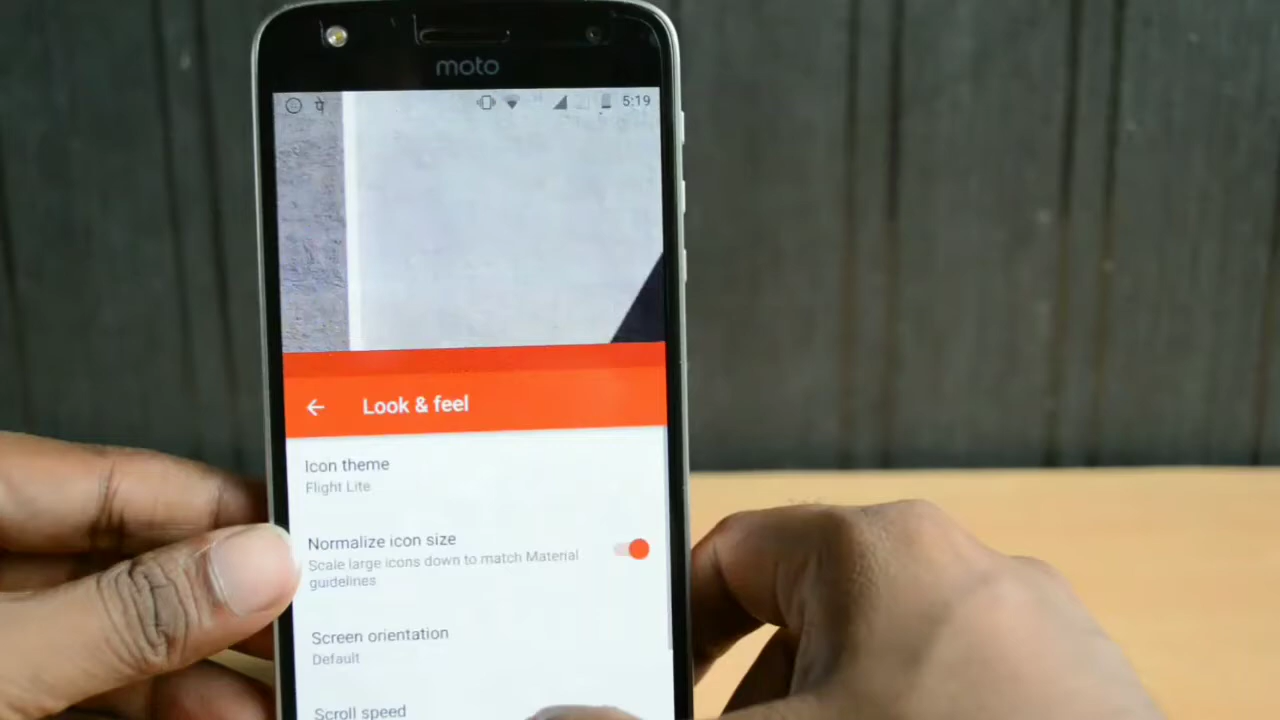 moto
पे 5:19
Look & feel
Icon theme
Flight Lite
Normalize icon size
Scale large icons down to match Material
guidelines
Screen orientation
Default
Scroll speed